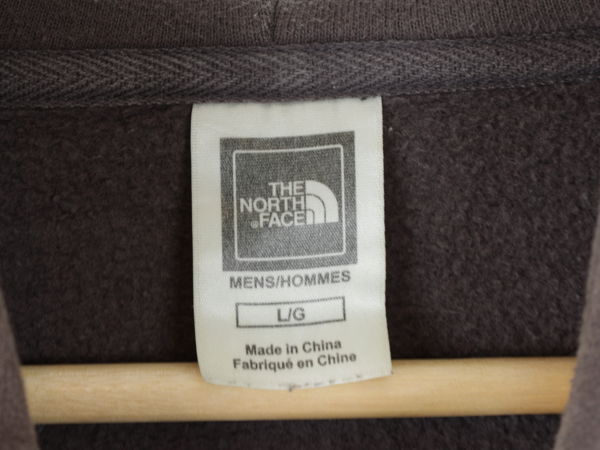 THE
NORTH
®FACE
MENS/HOMMES
L/G
Made in China
Fabriqué en Chine